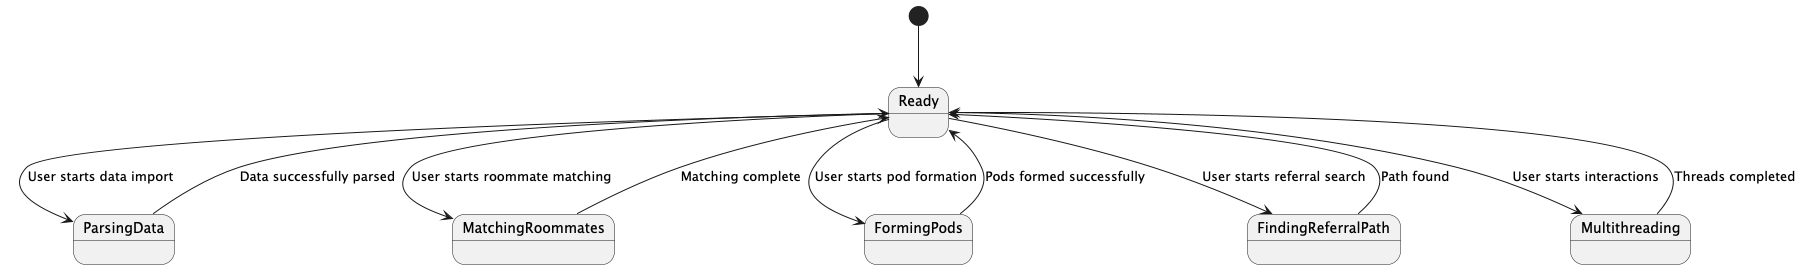 Ready
User starts data import
Data successfully parsed
User starts roommate matching
Matching complete
User starts pod formation
Pods formed successfully
User starts referral search
Path found
User starts interactions
Threads completed
ParsingData
MatchingRoommates
FormingPods
FindingReferralPath
Multithreading